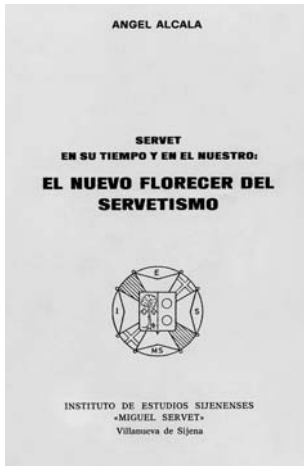 ANGEL ALCALA
SERVET
EN SU TIEMPO Y EN EL NUESTRO:
EL NUEVO FLORECER DEL
SERVETISMO
E
I
S
MS
INSTITUTO DE ESTUDIOS SIJENENSES
«MIGUEL SERVET»
Villanueva de Sijena